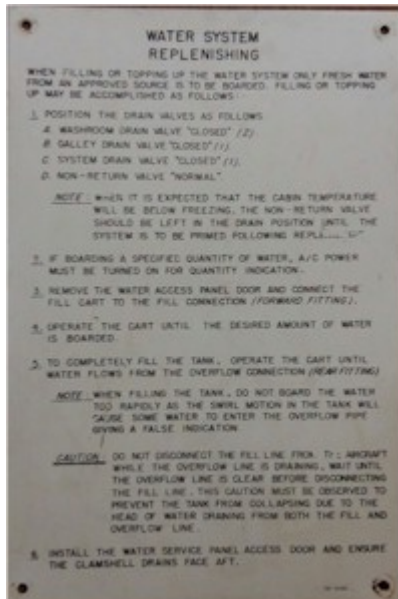 WATER SYSTEM
REPLENISHING
WHEN FILLING OR TOPPING UP THE WATER SYSTEM ONLY FRESH WATER
FROM AN APPROVED SOURCE IS TO BE BOARDED. FILLING OR TOPPING
UP MAY BE ACCOMPLISHED AS FOLLOWS
1. POSITION THE DRAIN VALVES AS FOLLOWS
A. WASHROOM DRAIN VALVE "CLOSED" (2).
B. GALLEY DRAIN VALVE "CLOSED" (1).
C. SYSTEM DRAIN VALVE "CLOSED" (1).
D. NON-RETURN VALVE "NORMAL".
NOTE: WHEN IT IS EXPECTED THAT THE CABIN TEMPERATURE
WILL BE BELOW FREEZING, THE NON-RETURN VALVE
SHOULD BE LEFT IN THE DRAIN POSITION UNTIL THE
SYSTEM IS TO BE PRIMED FOLLOWING
2. IF BOARDING A SPECIFIED QUANTITY OF WATER, A/C POWER
MUST BE TURNED ON FOR QUANTITY INDICATION.
3. REMOVE THE WATER ACCESS PANEL DOOR AND CONNECT THE
FILL CART TO THE FILL CONNECTION (FORWARD FITTING).
4. OPERATE THE CART UNTIL THE DESIRED AMOUNT OF WATER
IS BOARDED.
5. TO COMPLETELY FILL THE TANK, OPERATE THE CART UNTIL
WATER FLOWS FROM THE OVERFLOW CONNECTION (REAR FITTING)
NOTE: WHEN FILLING THE TANK, DO NOT BOARD THE WATER
TOO RAPIDLY AS THE SWIRL MOTION IN THE TANK WILL
CAUSE SOME WATER TO ENTER THE OVERFLOW PIPE
GIVING A FALSE INDICATION.
CAUTION: DO NOT DISCONNECT THE FILL LINE FROM THE AIRCRAFT
WHILE THE OVERFLOW LINE IS DRAINING, WAIT UNTIL
THE OVERFLOW LINE IS CLEAR BEFORE DISCONNECTING
THE FILL LINE. THIS CAUTION MUST BE OBSERVED TO
PREVENT THE TANK FROM COLLAPSING DUE TO THE
HEAD OF WATER DRAINING FROM BOTH THE FILL AND
OVERFLOW LINE.
6. INSTALL THE WATER SERVICE PANEL ACCESS DOOR AND ENSURE
THE CLAMSHELL DRAINS FACE AFT.